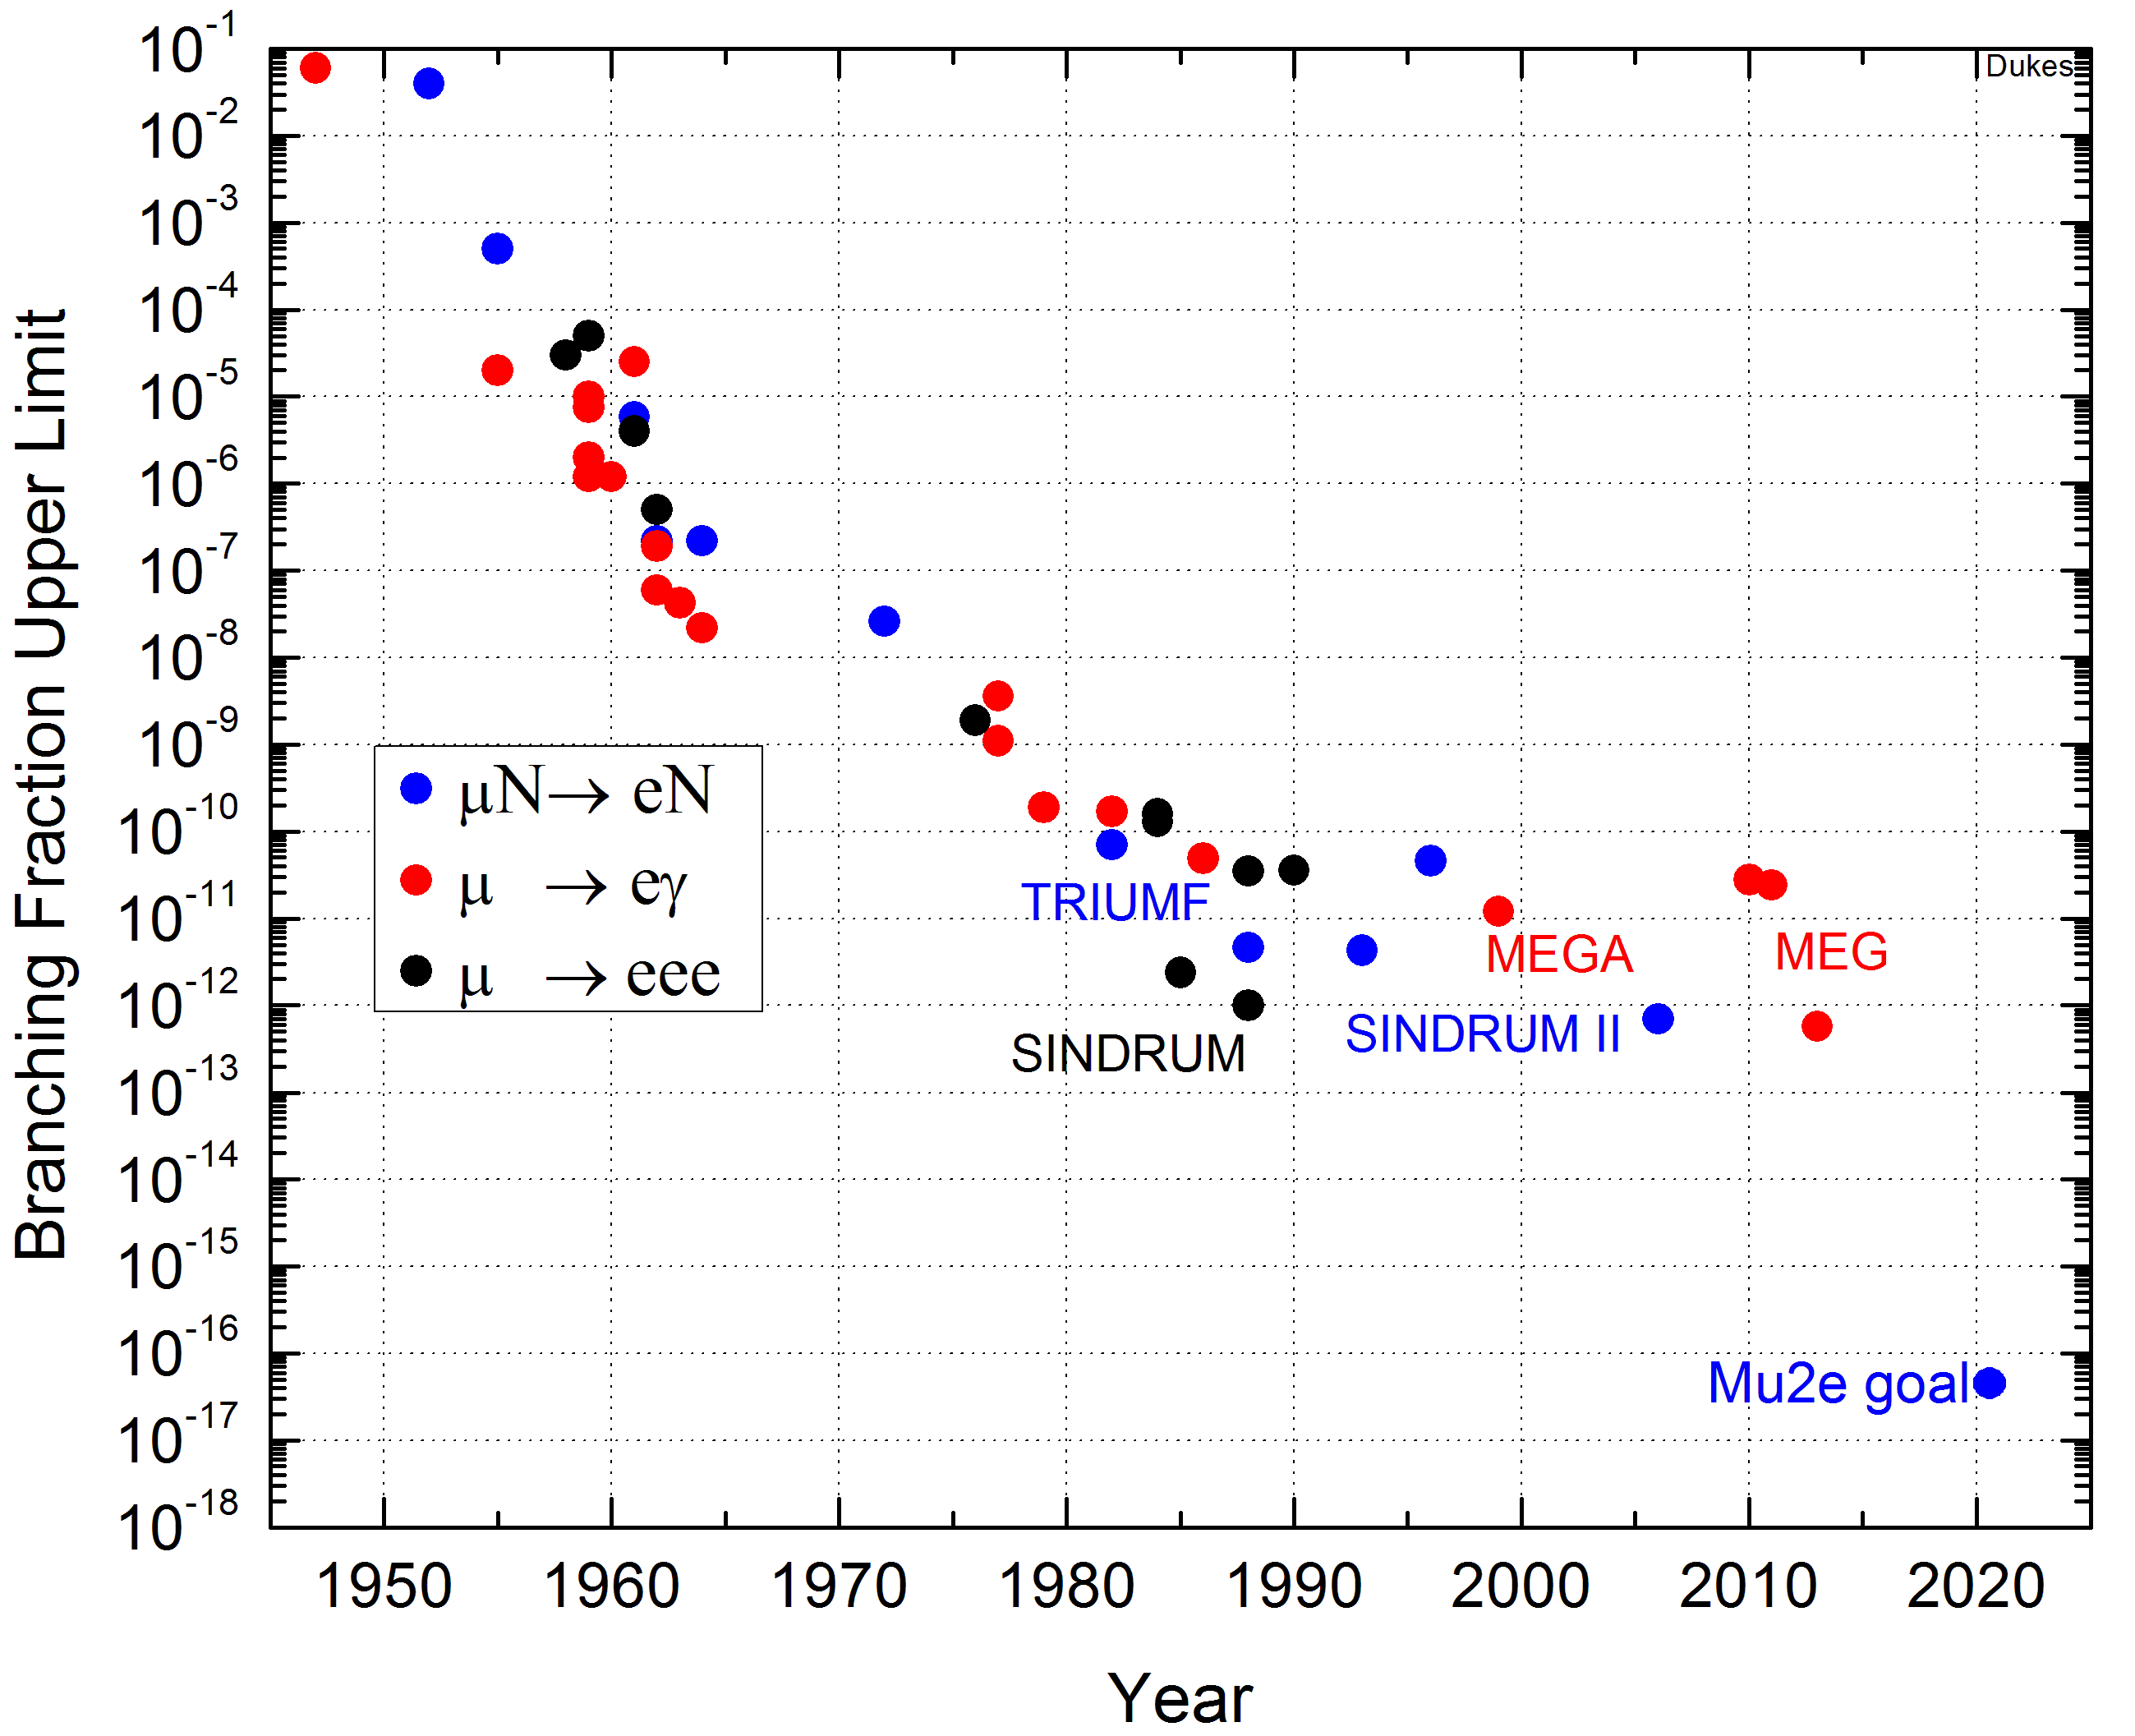 Branching Fraction Upper Limit
10^-1
10^-2
10^-3
10^-4
10^-5
10^-6
10^-7
10^-8
10^-9
10^-10
10^-11
10^-12
10^-13
10^-14
10^-15
10^-16
10^-17
10^-18
Dukes
μN→ eN
μ → eγ
μ → eee
TRIUMF
MEGA
MEG
SINDRUM II
SINDRUM
Mu2e goal
1950 1960 1970 1980 1990 2000 2010 2020
Year